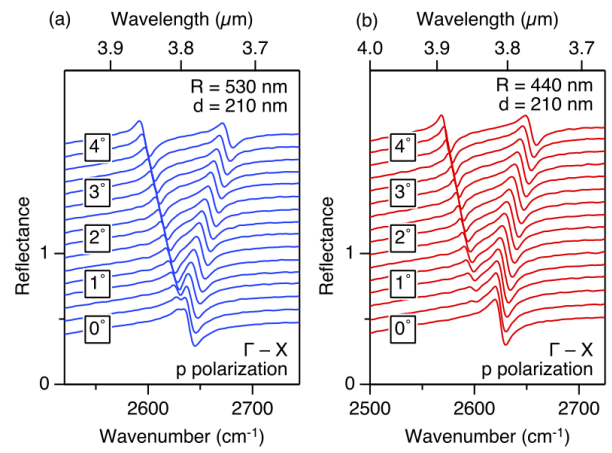 (a)
Wavelength (μm)
3.9 3.8 3.7
R = 530 nm
d = 210 nm
4°
3°
2°
1°
0°
Reflectance
1
0
Γ – X
p polarization
2600 2700
Wavenumber (cm-1)
(b)
Wavelength (μm)
4.0 3.9 3.8 3.7
R = 440 nm
d = 210 nm
4°
3°
2°
1°
0°
Reflectance
1
0
Γ – X
p polarization
2500 2600 2700
Wavenumber (cm-1)